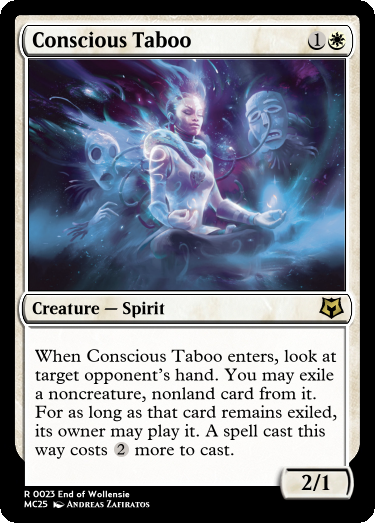 Conscious Taboo 1
Creature — Spirit
When Conscious Taboo enters, look at
target opponent's hand. You may exile
a noncreature, nonland card from it.
For as long as that card remains exiled,
its owner may play it. A spell cast this
way costs 2 more to cast.
2/1
R 0023 End of Wollensie
MC25 Andreas Zafiratos